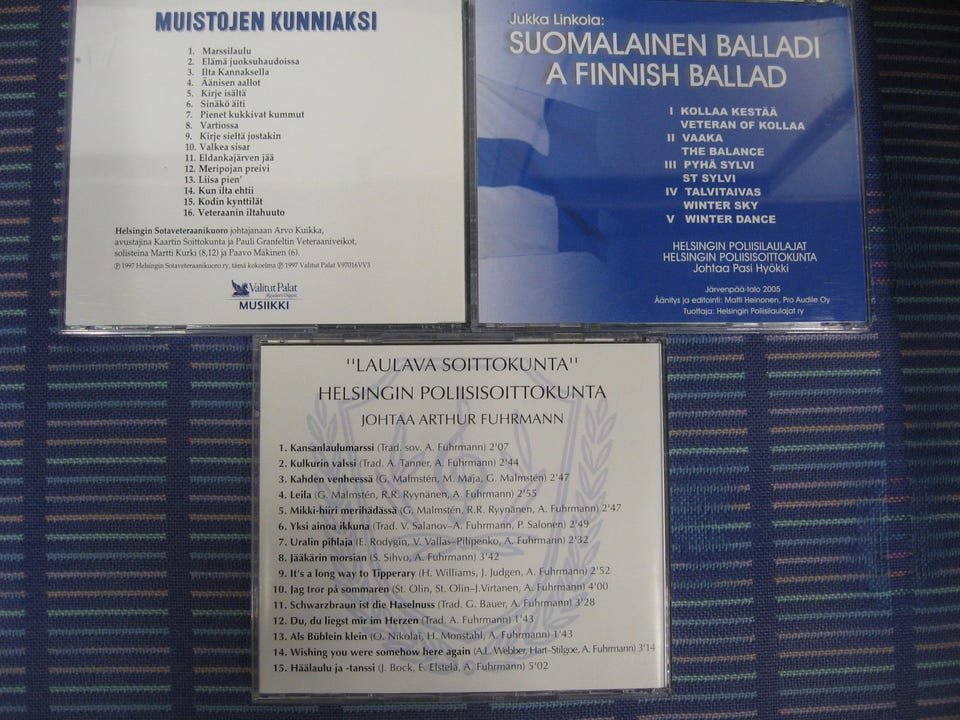 MUISTOJEN KUNNIAKSI
1. Marssilaulu
2. Elämä juoksuhaudoissa
3. Ilta Kannaksella
4. Äänisen aallot
5. Kirje isältä
6. Sinäkö äiti
7. Pienet kukkivat kummut
8. Vartiossa
9. Kirje sieltä jostakin
10. Valkea sisar
11. Eldankajärven jää
12. Meripojan preivi
13. Liisa pien'
14. Kun ilta ehtii
15. Kodin kynttilät
16. Veteraanin iltahuuto
Helsingin Sotaveteraanikuoro johtajanaan Arvo Kuikka,
avustajina Kaartin Soittokunta ja Pauli Granfeltin Veteraaniveikot,
solisteina Martti Kurki (8,12) ja Paavo Mäkinen (6).
℗ 1997 Helsingin Sotaveteraanikuoro ry, tämä kokoelma ℗ 1997 Valitut Palat V97016VV3
Valitut Palat
Reader's Digest
MUSIIKKI
Jukka Linkola:
SUOMALAINEN BALLADI
A FINNISH BALLAD
I KOLLAA KESTÄÄ
VETERAN OF KOLLAA
II VAAKA
THE BALANCE
III PYHÄ SYLVI
ST SYLVI
IV TALVITAIVAS
WINTER SKY
V WINTER DANCE
HELSINGIN POLIISILAULAJAT
HELSINGIN POLIISISOITTOKUNTA
Johtaa Pasi Hyökki
Järvenpää-talo 2005
Äänitys ja editointi: Matti Heinonen, Pro Audile Oy
Tuottaja: Helsingin Poliisilaulajat ry
"LAULAVA SOITTOKUNTA"
HELSINGIN POLIISISOITTOKUNTA
JOHTAA ARTHUR FUHRMANN
1. Kansanlaulumarssi (Trad. sov. A. Fuhrmann) 2'07
2. Kulkurin valssi (Trad. A. Tanner, A. Fuhrmann) 2'44
3. Kahden venheessä (G. Malmstén, M. Maja, G. Malmstén) 2'47
4. Leila (G. Malmstén, R.R. Ryynänen, A. Fuhrmann) 2'55
5. Mikki-hiiri merihädässä (G. Malmstén, R.R. Ryynänen, A. Fuhrmann) 2'47
6. Yksi ainoa ikkuna (Trad. V. Salanov–A. Fuhrmann, P. Salonen) 2'49
7. Uralin pihlaja (E. Rodygin, V. Vallas–Pilipenko, A. Fuhrmann) 2'32
8. Jääkärin morsian (S. Sihvo, A. Fuhrmann) 3'42
9. It's a long way to Tipperary (H. Williams, J. Judgen, A. Fuhrmann) 2'52
10. Jag tror på sommaren (St. Olin, St. Olin–J.Virtanen, A. Fuhrmann) 4'00
11. Schwarzbraun ist die Haselnuss (Trad. G. Bauer, A. Fuhrmann) 3'28
12. Du, du liegst mir im Herzen (Trad. A. Fuhrmann) 1'43
13. Als Büblein klein (O. Nikolai, H. Monstahl, A. Fuhrmann) 1'43
14. Wishing you were somehow here again (A.L. Webber, Hart–Stilgoe, A. Fuhrmann) 3'14
15. Häälaulu ja -tanssi (J. Bock, E. Elstela, A. Fuhrmann) 5'02